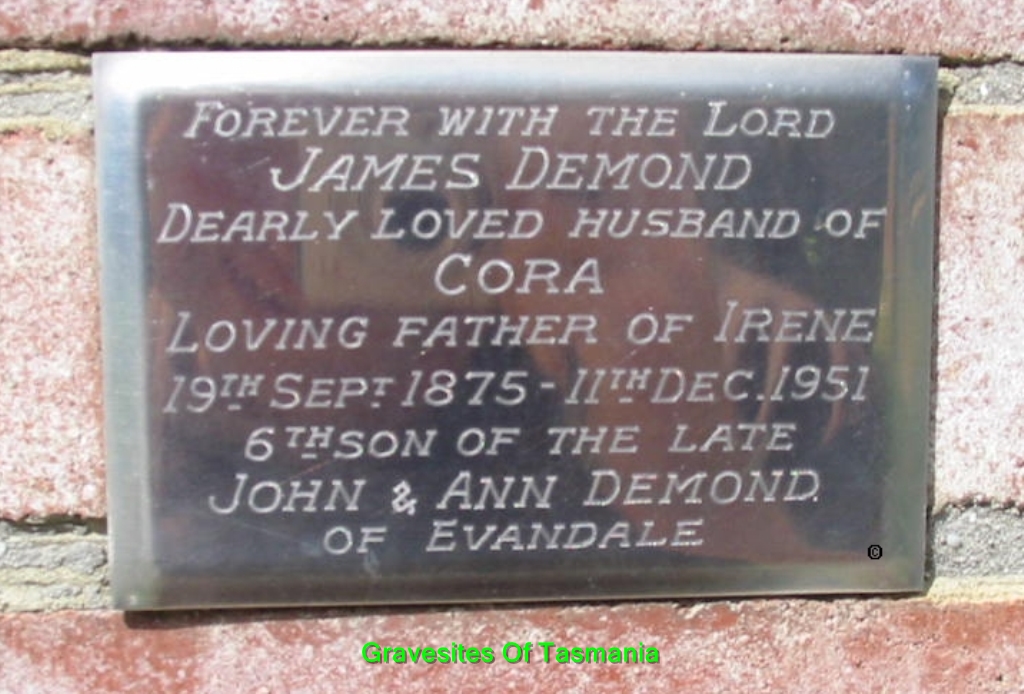 FOREVER WITH THE LORD
JAMES DEMOND
DEARLY LOVED HUSBAND OF
CORA
LOVING FATHER OF IRENE
19TH SEPT 1875 - 11TH DEC. 1951
6TH SON OF THE LATE
JOHN & ANN DEMOND
OF EVANDALE
©
Gravesites Of Tasmania